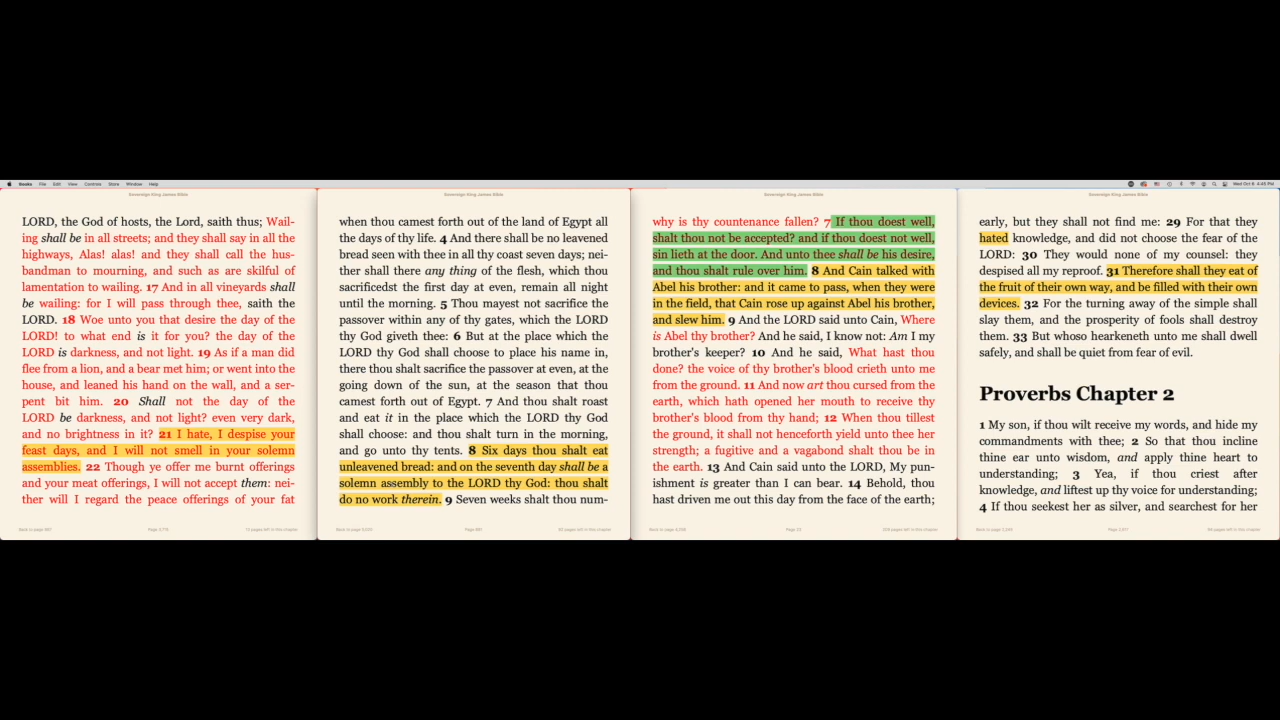 Books File Edit View Controls Store Window Help
Wed Oct 6 4:45 PM
Sovereign King James Bible
LORD, the God of hosts, the Lord, saith thus; Wail-
ing shall be in all streets; and they shall say in all the
highways, Alas! alas! and they shall call the hus-
bandman to mourning, and such as are skilful of
lamentation to wailing. 17 And in all vineyards shall
be wailing: for I will pass through thee, saith the
LORD. 18 Woe unto you that desire the day of the
LORD! to what end is it for you? the day of the
LORD is darkness, and not light. 19 As if a man did
flee from a lion, and a bear met him; or went into the
house, and leaned his hand on the wall, and a ser-
pent bit him. 20 Shall not the day of the
LORD be darkness, and not light? even very dark,
and no brightness in it? 21 I hate, I despise your
feast days, and I will not smell in your solemn
assemblies. 22 Though ye offer me burnt offerings
and your meat offerings, I will not accept them: nei-
ther will I regard the peace offerings of your fat
Sovereign King James Bible
when thou camest forth out of the land of Egypt all
the days of thy life. 4 And there shall be no leavened
bread seen with thee in all thy coast seven days; nei-
ther shall there any thing of the flesh, which thou
sacrificedst the first day at even, remain all night
until the morning. 5 Thou mayest not sacrifice the
passover within any of thy gates, which the LORD
thy God giveth thee: 6 But at the place which the
LORD thy God shall choose to place his name in,
there thou shalt sacrifice the passover at even, at the
going down of the sun, at the season that thou
camest forth out of Egypt. 7 And thou shalt roast
and eat it in the place which the LORD thy God
shall choose: and thou shalt turn in the morning,
and go unto thy tents. 8 Six days thou shalt eat
unleavened bread: and on the seventh day shall be a
solemn assembly to the LORD thy God: thou shalt
do no work therein. 9 Seven weeks shalt thou num-
Sovereign King James Bible
why is thy countenance fallen? 7 If thou doest well,
shalt thou not be accepted? and if thou doest not well,
sin lieth at the door. And unto thee shall be his desire,
and thou shalt rule over him. 8 And Cain talked with
Abel his brother: and it came to pass, when they were
in the field, that Cain rose up against Abel his brother,
and slew him. 9 And the LORD said unto Cain, Where
is Abel thy brother? And he said, I know not: Am I my
brother's keeper? 10 And he said, What hast thou
done? the voice of thy brother's blood crieth unto me
from the ground. 11 And now art thou cursed from the
earth, which hath opened her mouth to receive thy
brother's blood from thy hand; 12 When thou tillest
the ground, it shall not henceforth yield unto thee her
strength; a fugitive and a vagabond shalt thou be in
the earth. 13 And Cain said unto the LORD, My pun-
ishment is greater than I can bear. 14 Behold, thou
hast driven me out this day from the face of the earth;
Sovereign King James Bible
early, but they shall not find me: 29 For that they
hated knowledge, and did not choose the fear of the
LORD: 30 They would none of my counsel: they
despised all my reproof. 31 Therefore shall they eat of
the fruit of their own way, and be filled with their own
devices. 32 For the turning away of the simple shall
slay them, and the prosperity of fools shall destroy
them. 33 But whoso hearkeneth unto me shall dwell
safely, and shall be quiet from fear of evil.
Proverbs Chapter 2
1 My son, if thou wilt receive my words, and hide my
commandments with thee; 2 So that thou incline
thine ear unto wisdom, and apply thine heart to
understanding; 3 Yea, if thou criest after
knowledge, and liftest up thy voice for understanding;
4 If thou seekest her as silver, and searchest for her